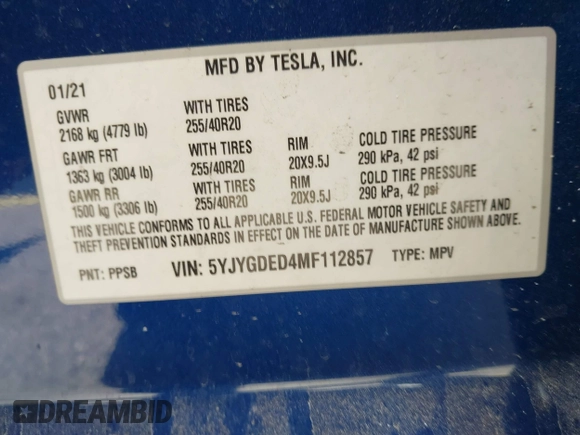 MFD BY TESLA, INC.
01/21
GVWR WITH TIRES
2168 kg (4779 lb) 255/40R20
GAWR FRT WITH TIRES RIM COLD TIRE PRESSURE
1363 kg (3004 lb) 255/40R20 20X9.5J 290 kPa, 42 psi
GAWR RR WITH TIRES RIM COLD TIRE PRESSURE
1500 kg (3306 lb) 255/40R20 20X9.5J 290 kPa, 42 psi
THIS VEHICLE CONFORMS TO ALL APPLICABLE U.S. FEDERAL MOTOR VEHICLE SAFETY AND
THEFT PREVENTION STANDARDS IN EFFECT ON THE DATE OF MANUFACTURE SHOWN ABOVE.
PNT: PPSB VIN: 5YJYGDED4MF112857 TYPE: MPV
DREAMBID